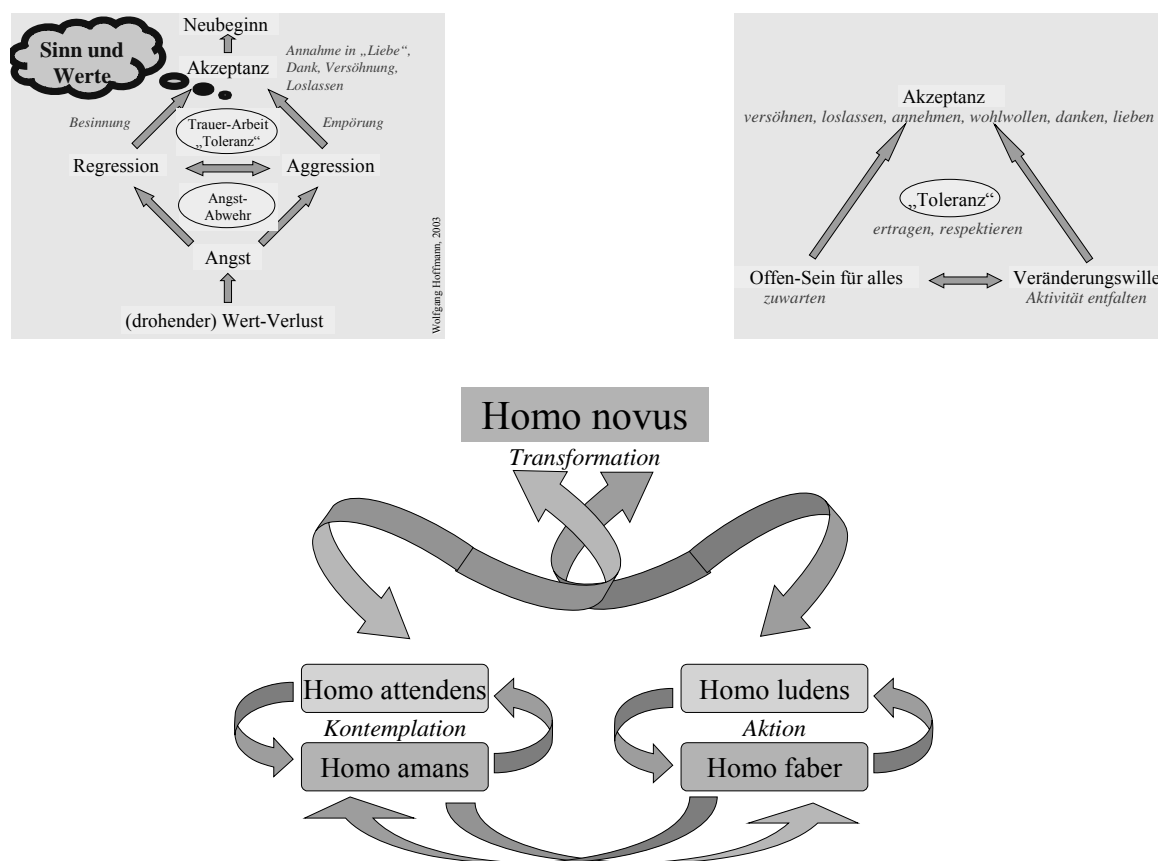 Neubeginn
Sinn und
Werte
Akzeptanz
Annahme in „Liebe“,
Dank, Versöhnung,
Loslassen
Besinnung
Trauer-Arbeit
„Toleranz“
Empörung
Regression
Aggression
Angst-
Abwehr
Angst
(drohender) Wert-Verlust
Wolfgang Hoffmann, 2003
Akzeptanz
versöhnen, loslassen, annehmen, wohlwollen, danken, lieben
„Toleranz“
ertragen, respektieren
Offen-Sein für alles
zuwarten
Veränderungswille
Aktivität entfalten
Homo novus
Transformation
Homo attendens
Kontemplation
Homo amans
Homo ludens
Aktion
Homo faber